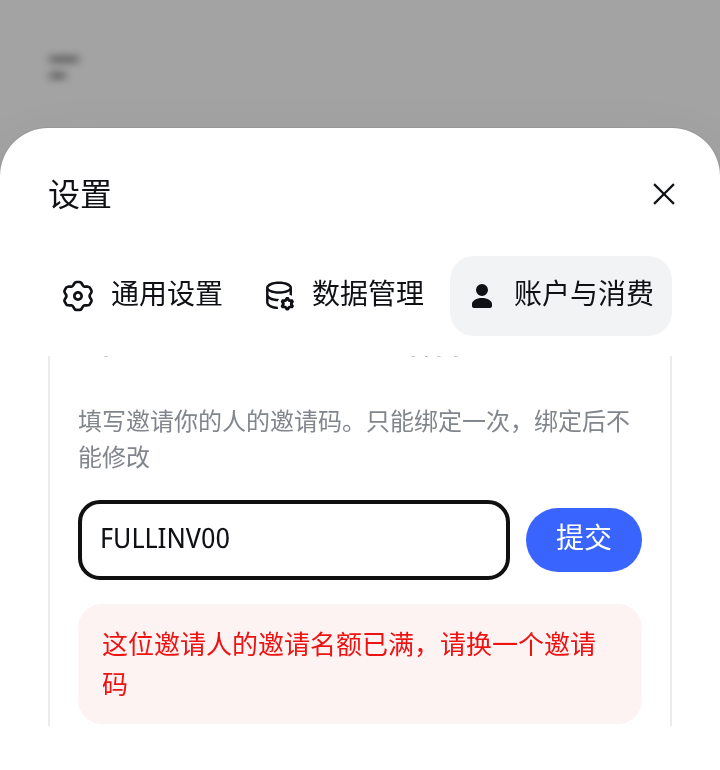 设置
通用设置
数据管理
账户与消费
填写邀请你的人的邀请码。只能绑定一次，绑定后不
能修改
FULLINV00
提交
这位邀请人的邀请名额已满，请换一个邀请
码